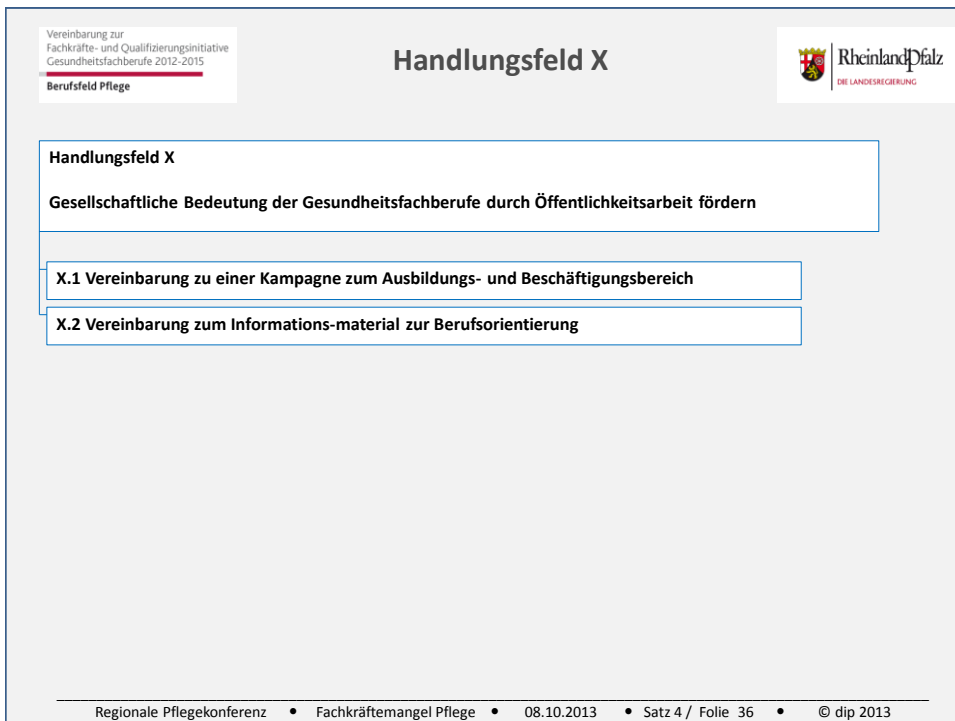 Vereinbarung zur
Fachkräfte- und Qualifizierungsinitiative
Gesundheitsfachberufe 2012-2015
Berufsfeld Pflege
Handlungsfeld X
RheinlandPfalz
DIE LANDESREGIERUNG
Handlungsfeld X
Gesellschaftliche Bedeutung der Gesundheitsfachberufe durch Öffentlichkeitsarbeit fördern
X.1 Vereinbarung zu einer Kampagne zum Ausbildungs- und Beschäftigungsbereich
X.2 Vereinbarung zum Informations-material zur Berufsorientierung
Regionale Pflegekonferenz • Fachkräftemangel Pflege • 08.10.2013 • Satz 4 / Folie 36 • © dip 2013